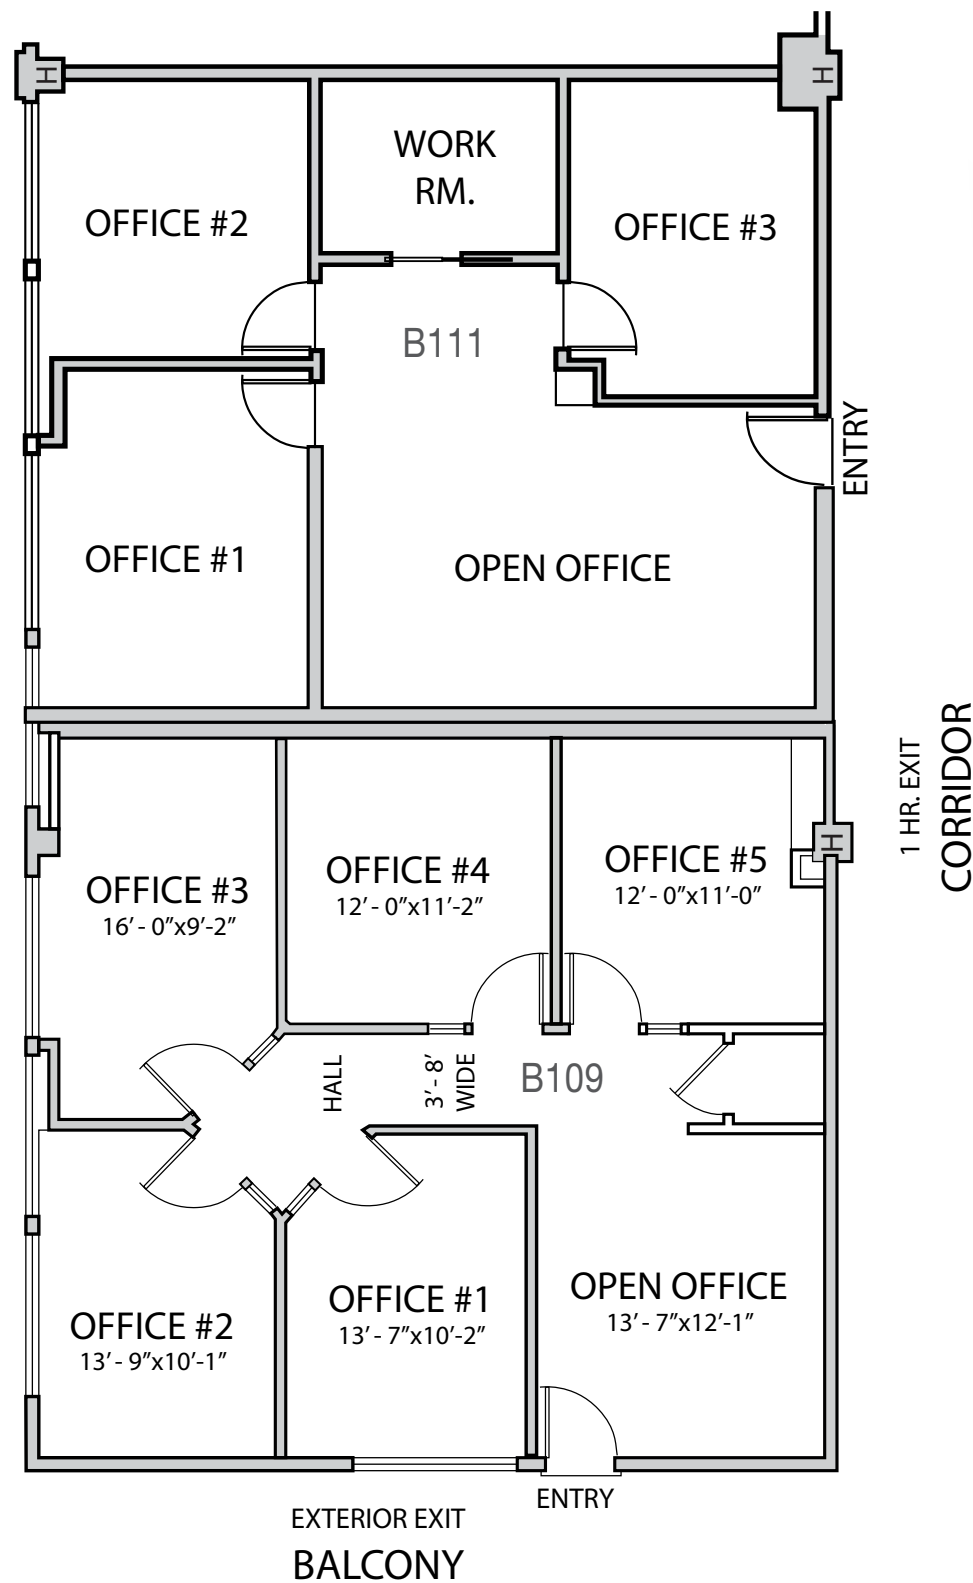 H
H
WORK
RM.
OFFICE #2
OFFICE #3
B111
ENTRY
OFFICE #1
OPEN OFFICE
1 HR. EXIT
CORRIDOR
H
OFFICE #3
16' - 0"x9'-2"
OFFICE #4
12' - 0"x11'-2"
OFFICE #5
12' - 0"x11'-0"
HALL
3' - 8'
WIDE
B109
OFFICE #2
13' - 9"x10'-1"
OFFICE #1
13' - 7"x10'-2"
OPEN OFFICE
13' - 7"x12'-1"
ENTRY
EXTERIOR EXIT
BALCONY